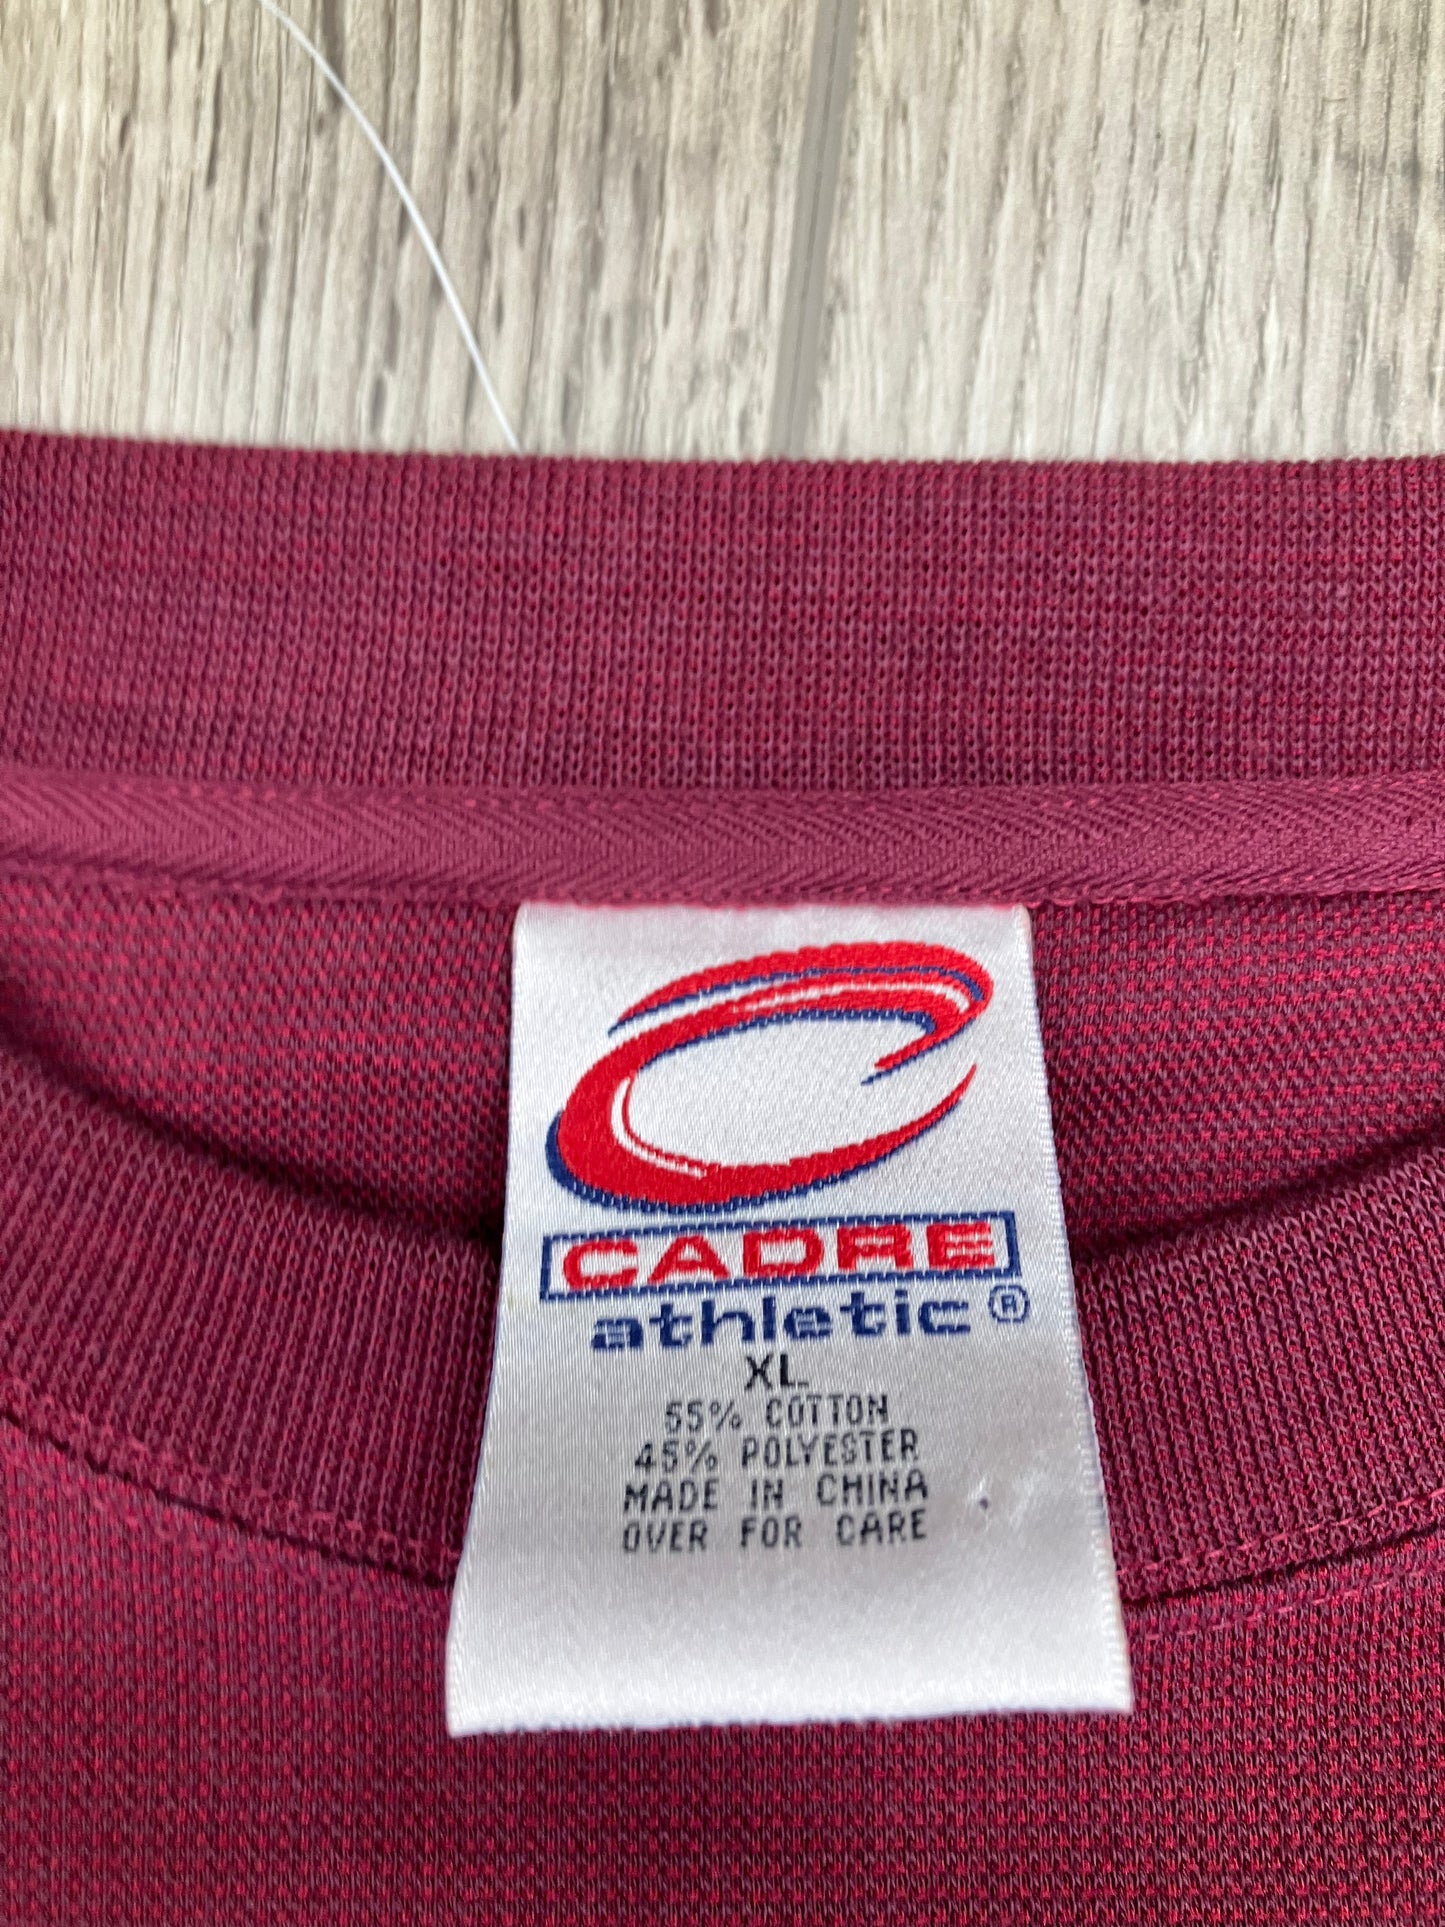 CADRE
athletic ®
XL
55% COTTON
45% POLYESTER
MADE IN CHINA
OVER FOR CARE